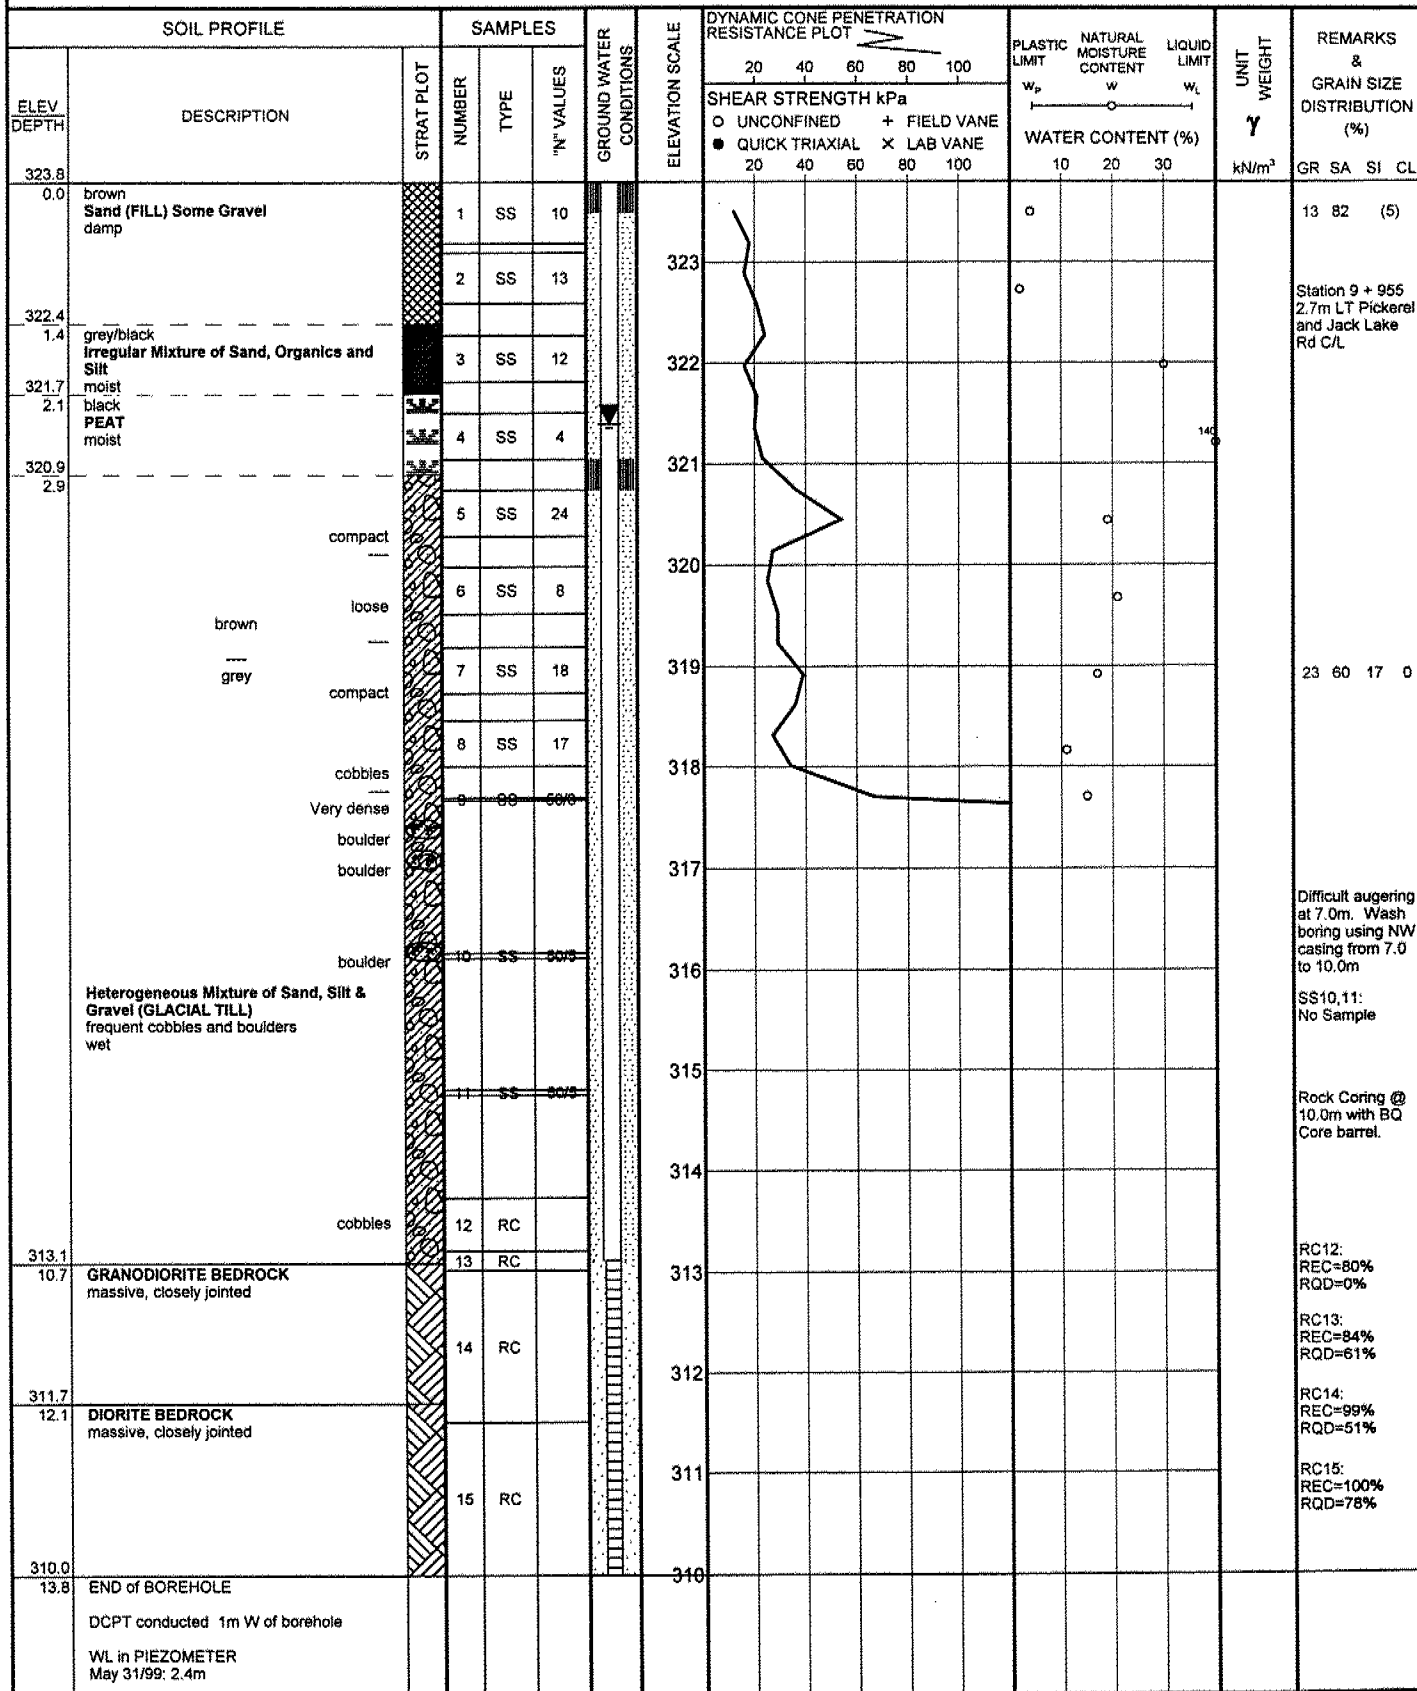 SOIL PROFILE
SAMPLES
GROUND WATER CONDITIONS
ELEVATION SCALE
DYNAMIC CONE PENETRATION
RESISTANCE PLOT
20 40 60 80 100
SHEAR STRENGTH kPa
O UNCONFINED + FIELD VANE
● QUICK TRIAXIAL × LAB VANE
20 40 60 80 100
PLASTIC LIMIT
NATURAL MOISTURE CONTENT
LIQUID LIMIT
WP W WL
WATER CONTENT (%)
10 20 30
UNIT WEIGHT
γ
kN/m³
REMARKS
&
GRAIN SIZE
DISTRIBUTION
(%)
GR SA SI CL
ELEV
DEPTH
DESCRIPTION
STRAT PLOT
NUMBER
TYPE
"N" VALUES
323.8
0.0
brown
Sand (FILL) Some Gravel
damp
1 SS 10
13 82 (5)
323
2 SS 13
Station 9 + 955
2.7m LT Pickerel
and Jack Lake
Rd C/L
322.4
1.4
grey/black
Irregular Mixture of Sand, Organics and
Silt
moist
3 SS 12
322
321.7
2.1
black
PEAT
moist
4 SS 4
140
321
320.9
2.9
5 SS 24
compact
320
6 SS 8
loose
brown
grey
7 SS 18
319
23 60 17 0
compact
8 SS 17
318
cobbles
9 SS
Very dense
boulder
boulder
317
Difficult augering
at 7.0m. Wash
boring using NW
casing from 7.0
to 10.0m
10 SS
boulder
316
SS10,11:
No Sample
Heterogeneous Mixture of Sand, Silt &
Gravel (GLACIAL TILL)
frequent cobbles and boulders
wet
315
11 SS
Rock Coring @
10.0m with BQ
Core barrel.
314
cobbles
12 RC
313.1
10.7
13 RC
313
RC12:
REC=80%
RQD=0%
GRANODIORITE BEDROCK
massive, closely jointed
RC13:
REC=84%
RQD=61%
14 RC
312
311.7
12.1
RC14:
REC=99%
RQD=51%
DIORITE BEDROCK
massive, closely jointed
311
RC15:
REC=100%
RQD=78%
15 RC
310.0
13.8
310
END of BOREHOLE
DCPT conducted 1m W of borehole
WL in PIEZOMETER
May 31/99: 2.4m